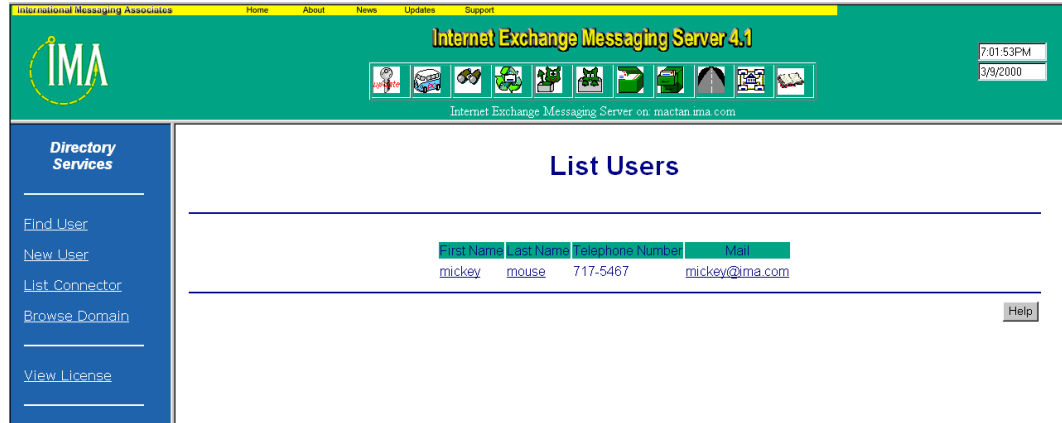 International Messaging Associates Home About News Updates Support
IMA
Internet Exchange Messaging Server 4.1
7:01:53PM
3/9/2000
update
Internet Exchange Messaging Server on: mactan.ima.com
Directory
Services
Find User
New User
List Connector
Browse Domain
View License
List Users
First Name Last Name Telephone Number Mail
mickey mouse 717-5467 mickey@ima.com
Help